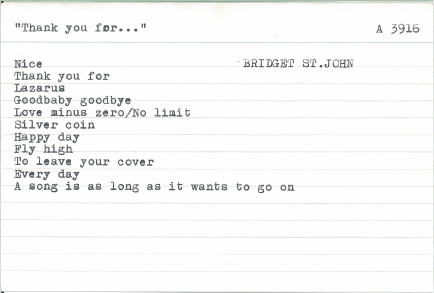 "Thank you for..." A 3916
Nice BRIDGET ST.JOHN
Thank you for
Lazarus
Goodbaby goodbye
Love minus zero/No limit
Silver coin
Happy day
Fly high
To leave your cover
Every day
A song is as long as it wants to go on